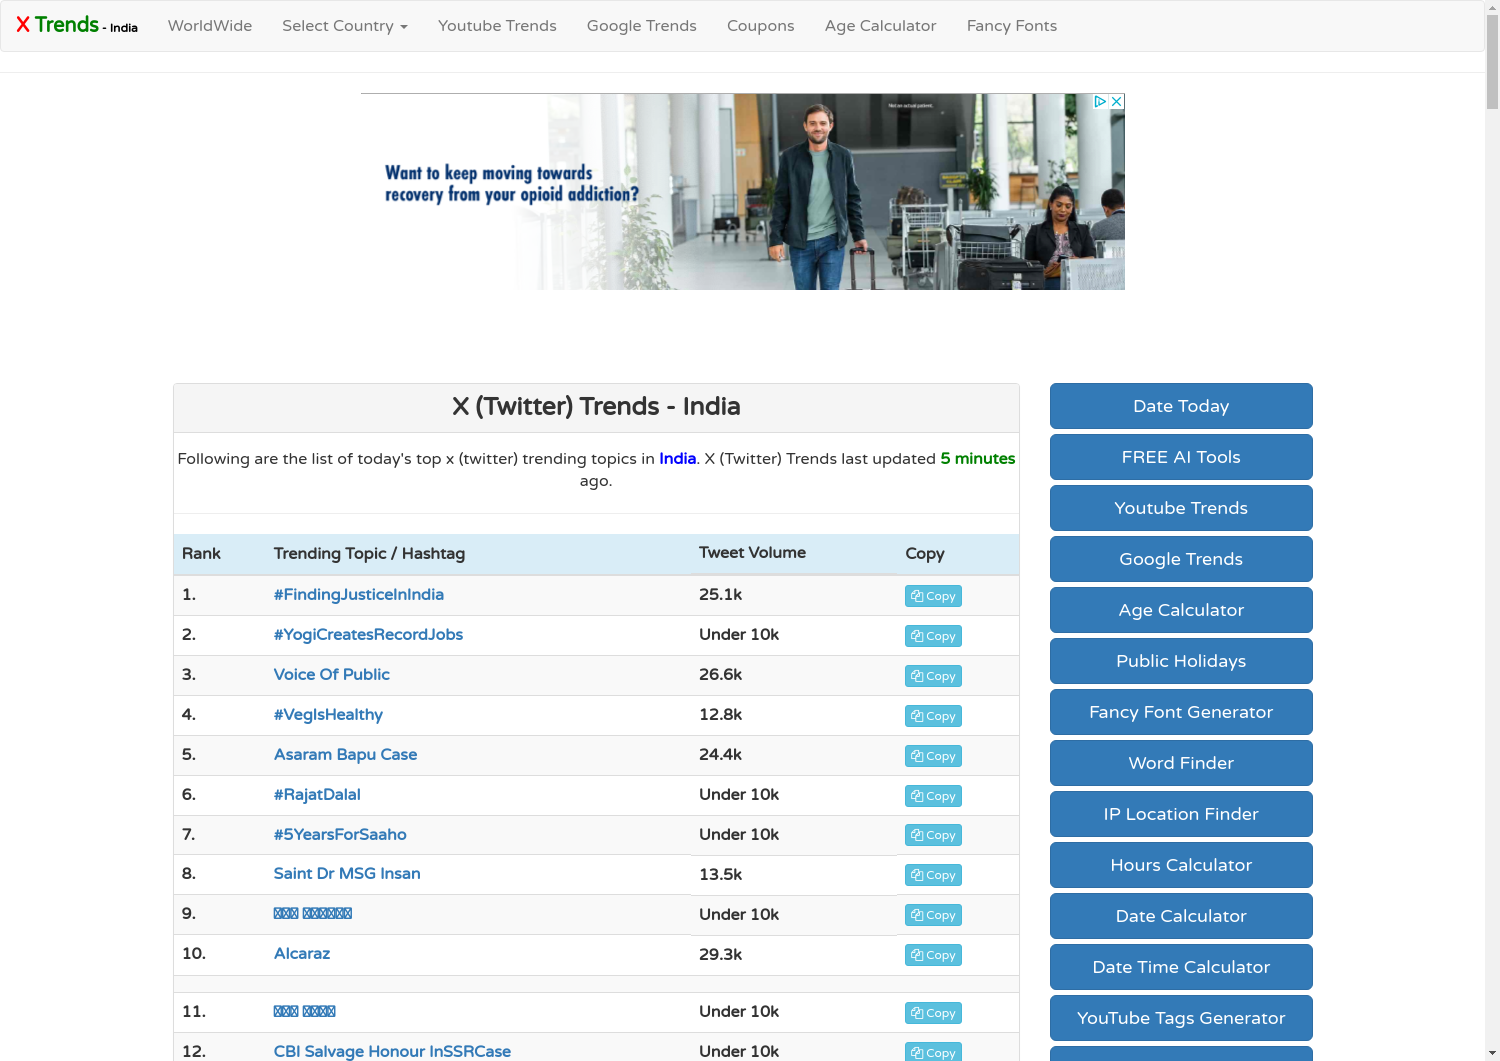 X Trends - India
WorldWide
Select Country
Youtube Trends
Google Trends
Coupons
Age Calculator
Fancy Fonts
Not an actual patient.
Want to keep moving towards
recovery from your opioid addiction?
X (Twitter) Trends - India
Following are the list of today's top x (twitter) trending topics in India. X (Twitter) Trends last updated 5 minutes
ago.
Rank Trending Topic / Hashtag Tweet Volume Copy
1. #FindingJusticeInIndia 25.1k Copy
2. #YogiCreatesRecordJobs Under 10k Copy
3. Voice Of Public 26.6k Copy
4. #VegIsHealthy 12.8k Copy
5. Asaram Bapu Case 24.4k Copy
6. #RajatDalal Under 10k Copy
7. #5YearsForSaaho Under 10k Copy
8. Saint Dr MSG Insan 13.5k Copy
9. Under 10k Copy
10. Alcaraz 29.3k Copy
11. Under 10k Copy
12. CBI Salvage Honour InSSRCase Under 10k Copy
Date Today
FREE AI Tools
Youtube Trends
Google Trends
Age Calculator
Public Holidays
Fancy Font Generator
Word Finder
IP Location Finder
Hours Calculator
Date Calculator
Date Time Calculator
YouTube Tags Generator